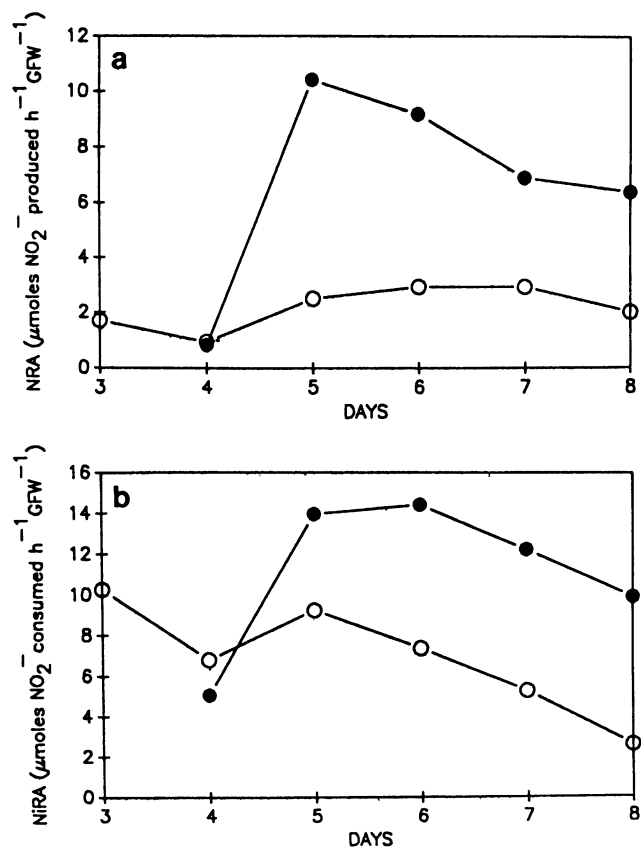 a
NRA (μmoles NO₂⁻ produced h⁻¹ GFW⁻¹)
12
10
8
6
4
2
0
3 4 5 6 7 8
DAYS
b
NiRA (μmoles NO₂⁻ consumed h⁻¹ GFW⁻¹)
16
14
12
10
8
6
4
2
0
3 4 5 6 7 8
DAYS